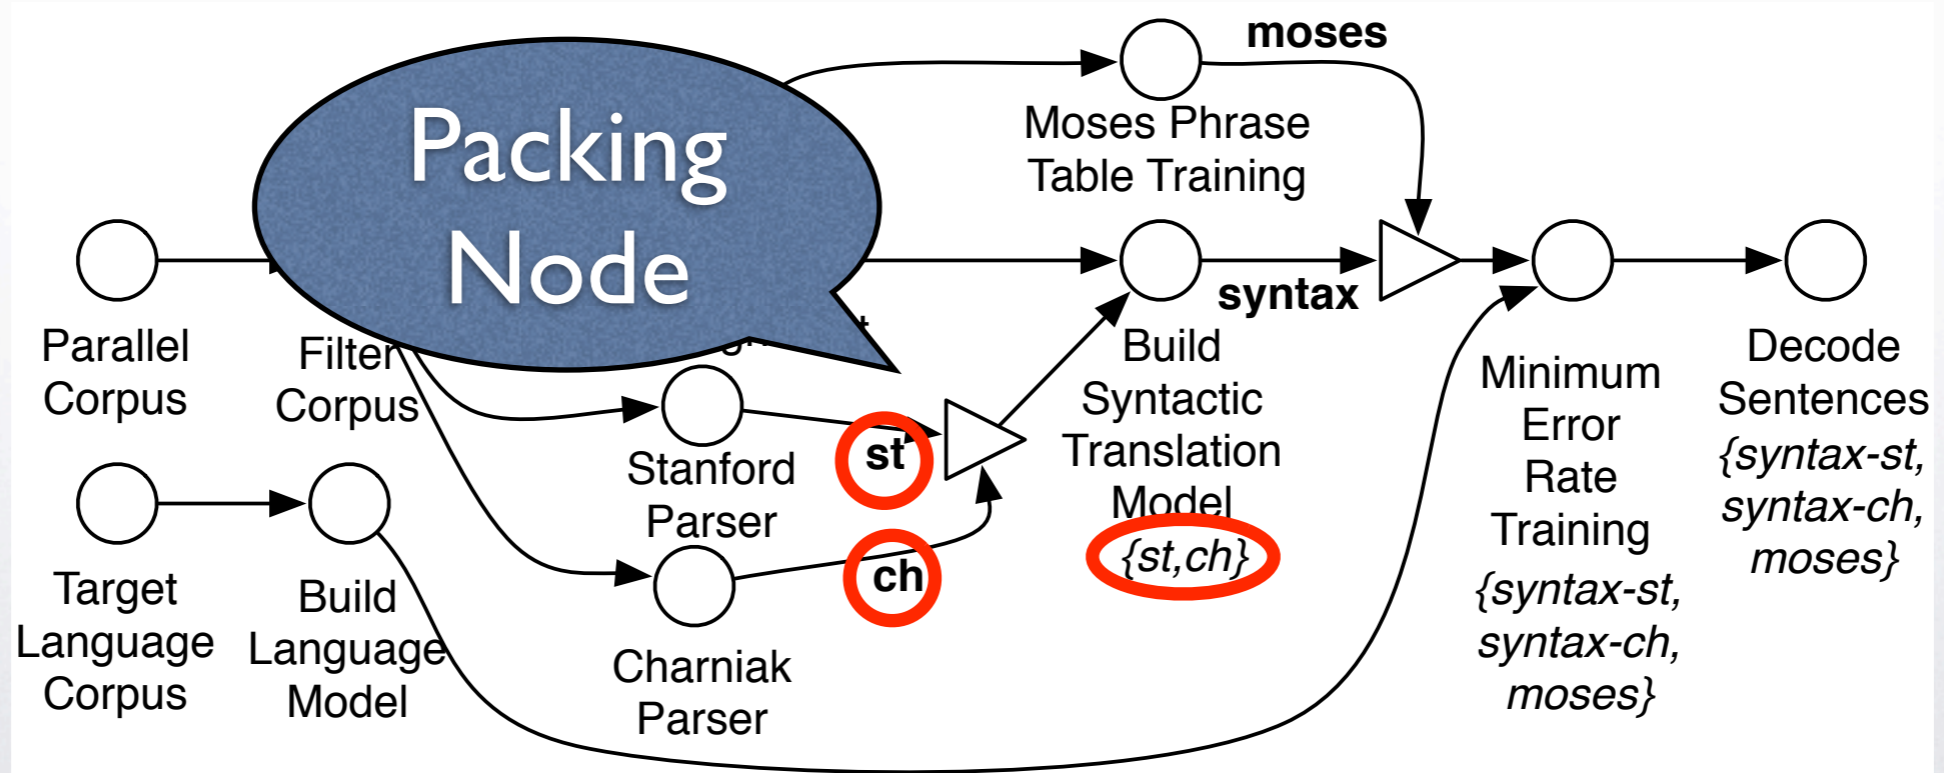 moses
Packing
Node
Moses Phrase
Table Training
syntax
Parallel
Corpus
Filter
Corpus
Build
Syntactic
Translation
Model
{st,ch}
Minimum
Error
Rate
Training
{syntax-st,
syntax-ch,
moses}
Decode
Sentences
{syntax-st,
syntax-ch,
moses}
st
Stanford
Parser
ch
Charniak
Parser
Target
Language
Corpus
Build
Language
Model